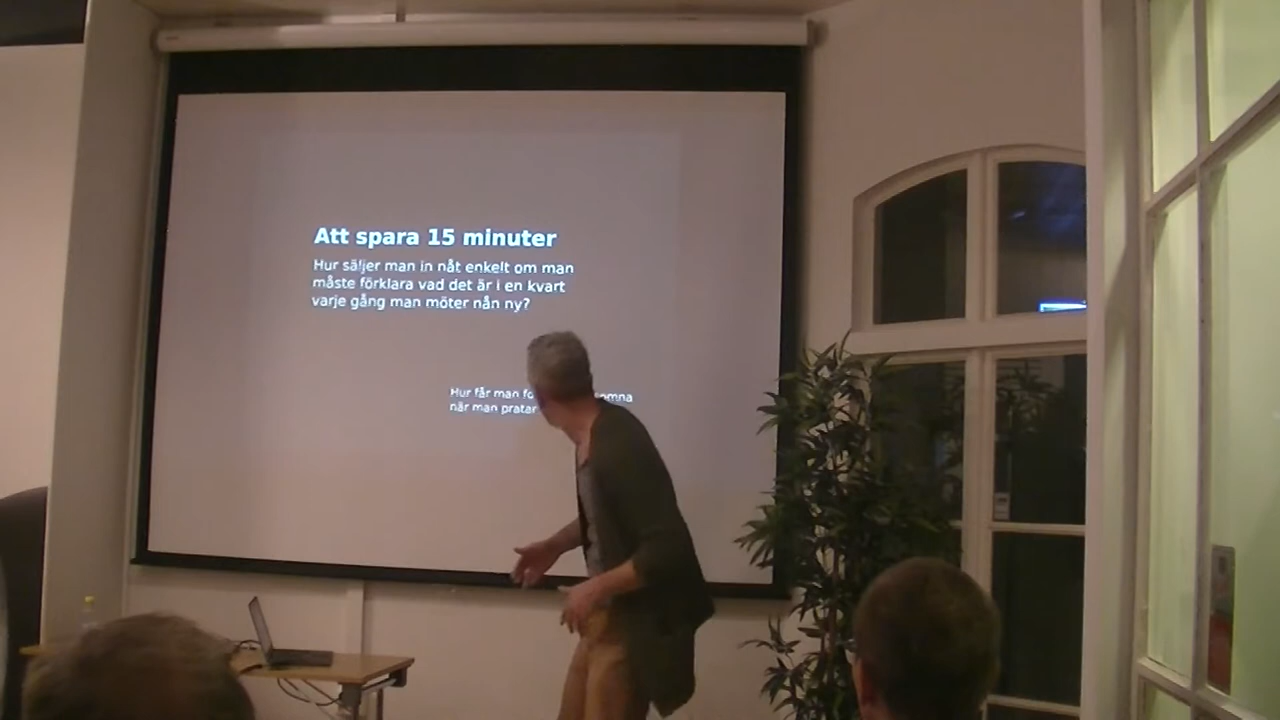 Att spara 15 minuter
Hur säljer man in nåt enkelt om man
måste förklara vad det är i en kvart
varje gång man möter nån ny?
Hur får man
när man pratar